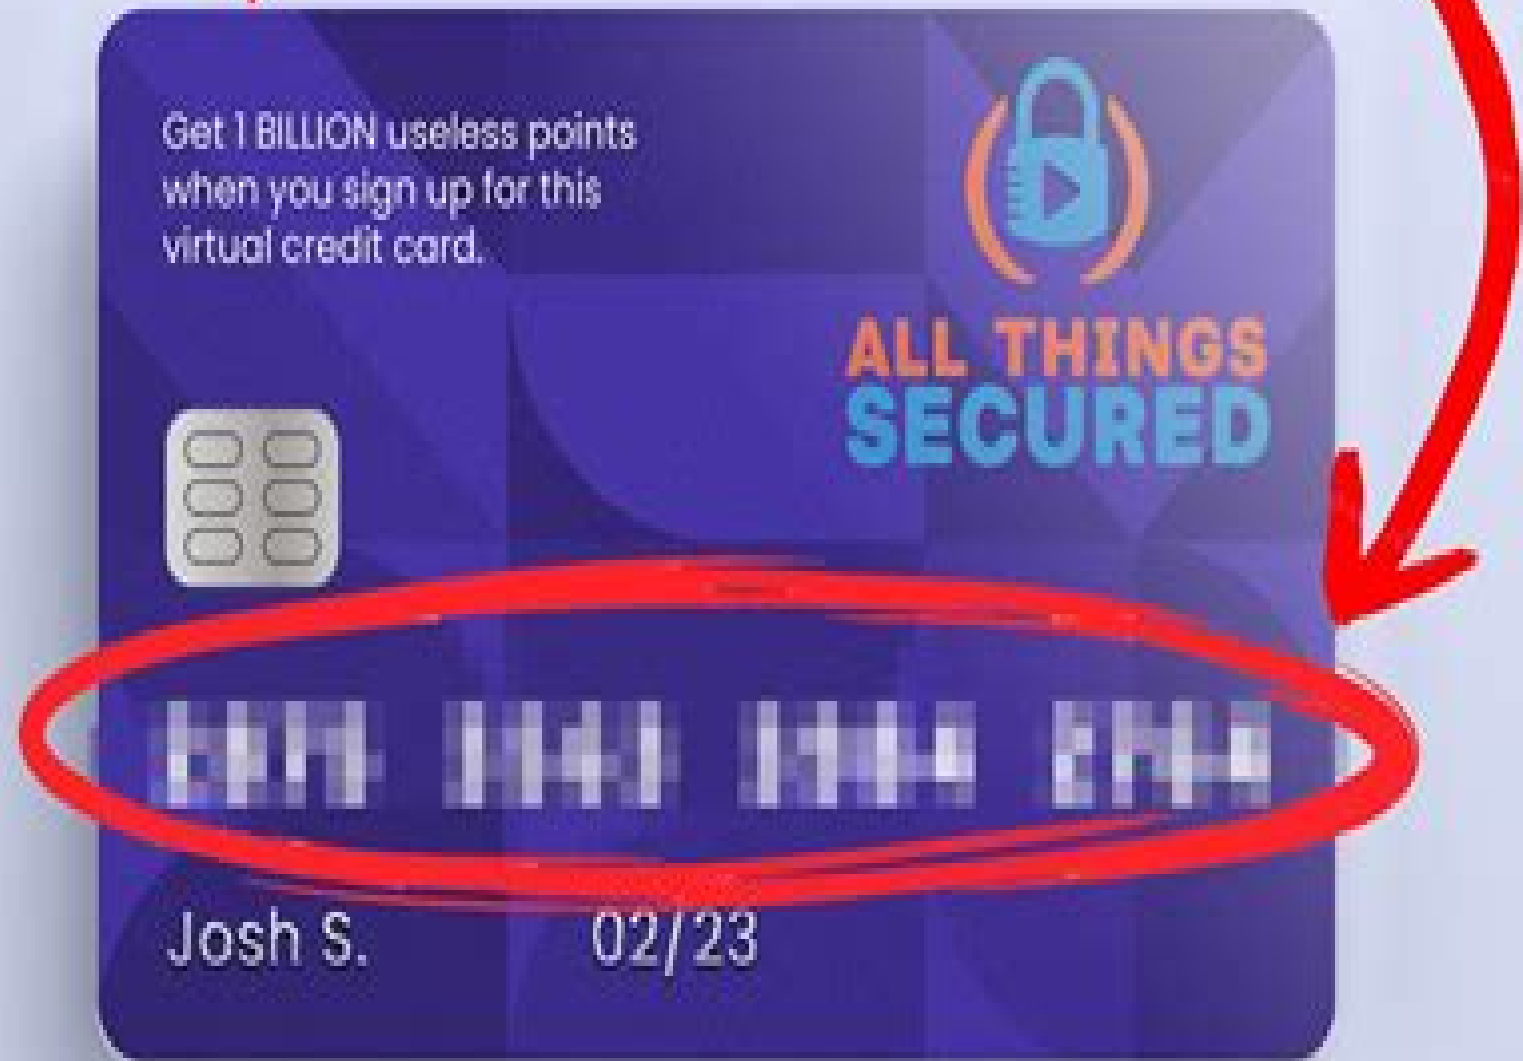 Get 1 BILLION useless points
when you sign up for this
virtual credit card.
ALL THINGS
SECURED
Josh S.
02/23